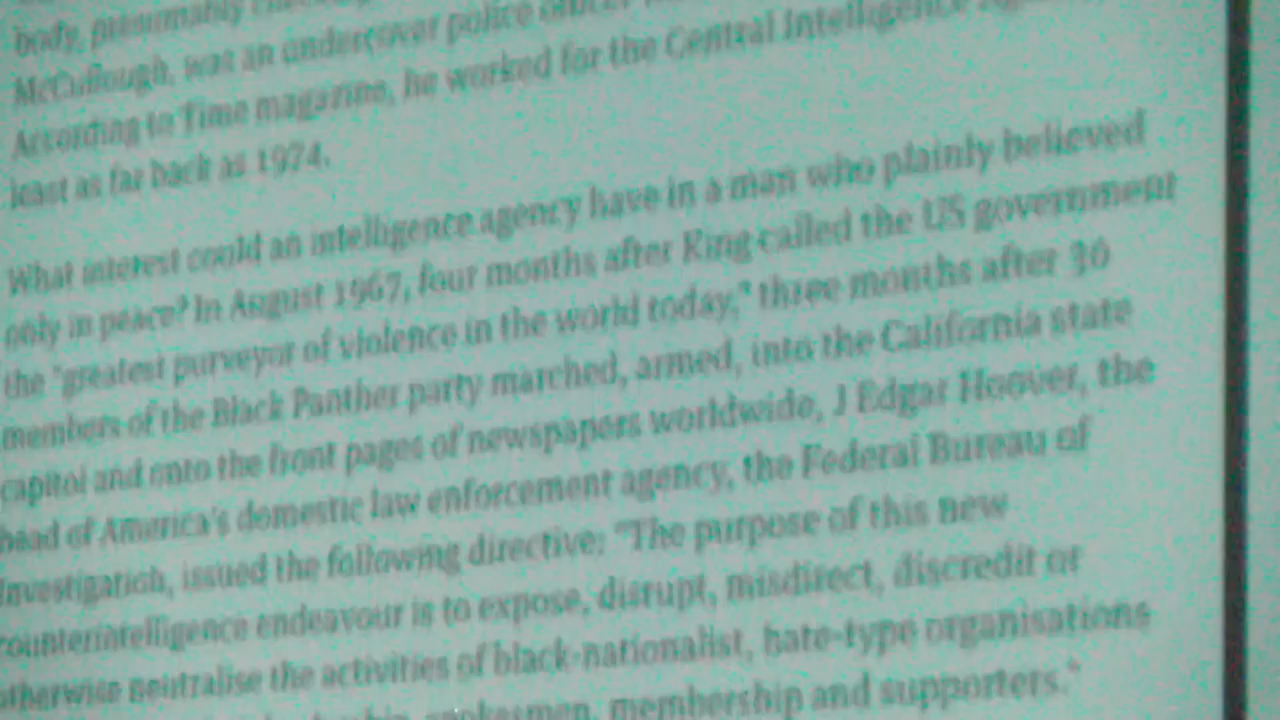 body, presumably
McCullough, was an undercover police officer
According to Time magazine, he worked for the Central Intelligence
least as far back as 1974.
What interest could an intelligence agency have in a man who plainly believed
only in peace? In August 1967, four months after King called the US government
the "greatest purveyor of violence in the world today," three months after 30
members of the Black Panther party marched, armed, into the California state
capitol and onto the front pages of newspapers worldwide, J Edgar Hoover, the
head of America's domestic law enforcement agency, the Federal Bureau of
Investigation, issued the following directive: "The purpose of this new
counterintelligence endeavour is to expose, disrupt, misdirect, discredit or
otherwise neutralise the activities of black-nationalist, hate-type organisations
spokesmen, membership and supporters."